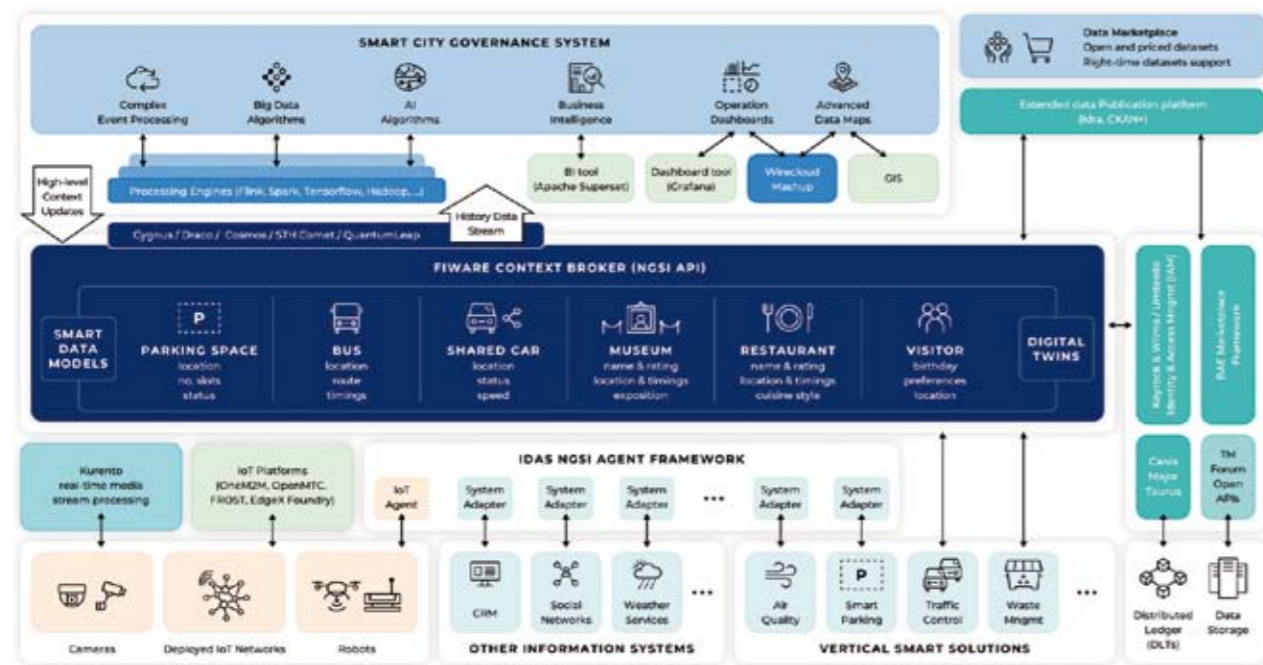 SMART CITY GOVERNANCE SYSTEM
Complex
Event Processing
Big Data
Algorithms
AI
Algorithms
Business
Intelligence
Operation
Dashboards
Advanced
Data Maps
Data Marketplace
Open and priced datasets
Right-time datasets support
Extended data Publication platform
(Idra, CKAN+)
High-level
Context
Updates
Processing Engines (Flink, Spark, Tensorflow, Hadoop, ...)
History Data
Stream
BI tool
(Apache Superset)
Dashboard tool
(Grafana)
Wirecloud
Mashup
GIS
Cygnus / Draco / Cosmos / STH Comet / QuantumLeap
FIWARE CONTEXT BROKER (NGSI API)
SMART
DATA
MODELS
PARKING SPACE
location
no. slots
status
BUS
location
route
timings
SHARED CAR
location
status
speed
MUSEUM
name & rating
location & timings
exposition
RESTAURANT
name & rating
location & timings
cuisine style
VISITOR
birthday
preferences
location
DIGITAL
TWINS
Keyrock & Wilma /
Identity & Access Mngmt (IAM)
BAE Marketplace
Framework
Kurento
real-time media
stream processing
IoT Platforms
(OneM2M, OpenMTC,
FROST, EdgeX Foundry)
IDAS NGSI AGENT FRAMEWORK
IoT
Agent
System
Adapter
System
Adapter
System
Adapter
...
System
Adapter
System
Adapter
Canis
Major
Taurus
TM
Forum
Open
APIs
Cameras
Deployed IoT Networks
Robots
CRM
Social
Networks
Weather
Services
...
OTHER INFORMATION SYSTEMS
Air
Quality
P
Smart
Parking
Traffic
Control
Waste
Mngmt
...
VERTICAL SMART SOLUTIONS
Distributed
Ledger
(DLTs)
Data
Storage